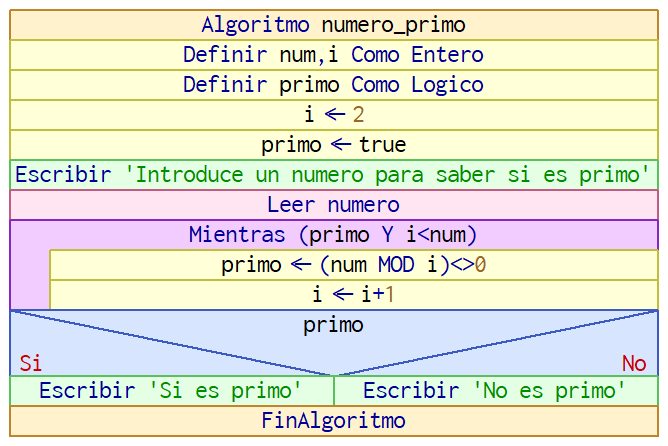 Algoritmo numero_primo
Definir num,i Como Entero
Definir primo Como Logico
i ← 2
primo ← true
Escribir 'Introduce un numero para saber si es primo'
Leer numero
Mientras (primo Y i<num)
primo ← (num MOD i)<>0
i ← i+1
primo
Si No
Escribir 'Si es primo' Escribir 'No es primo'
FinAlgoritmo